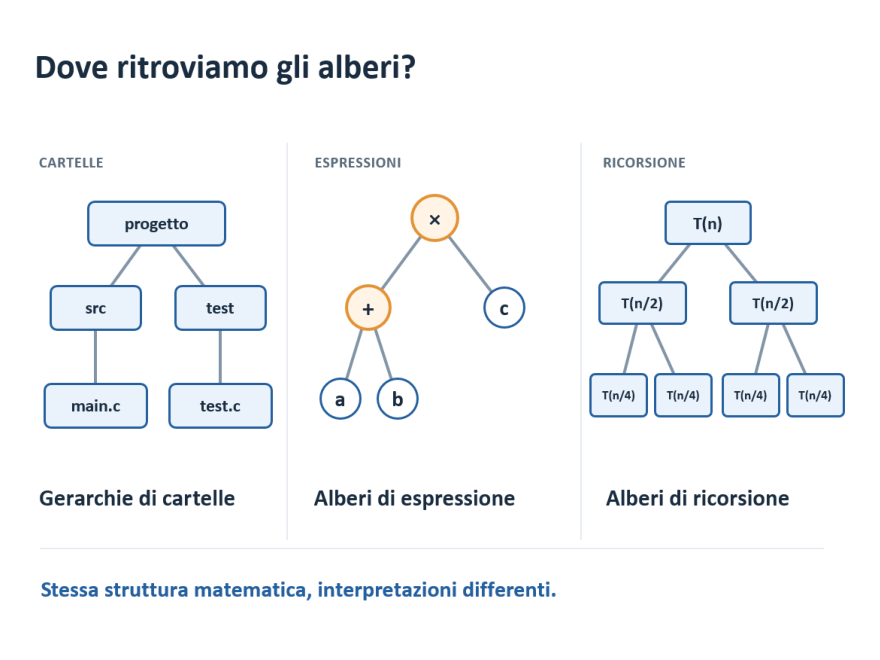 Dove ritroviamo gli alberi?
CARTELLE
progetto
src
test
main.c
test.c
Gerarchie di cartelle
ESPRESSIONI
×
+
c
a
b
Alberi di espressione
RICORSIONE
T(n)
T(n/2)
T(n/2)
T(n/4)
T(n/4)
T(n/4)
T(n/4)
Alberi di ricorsione
Stessa struttura matematica, interpretazioni differenti.